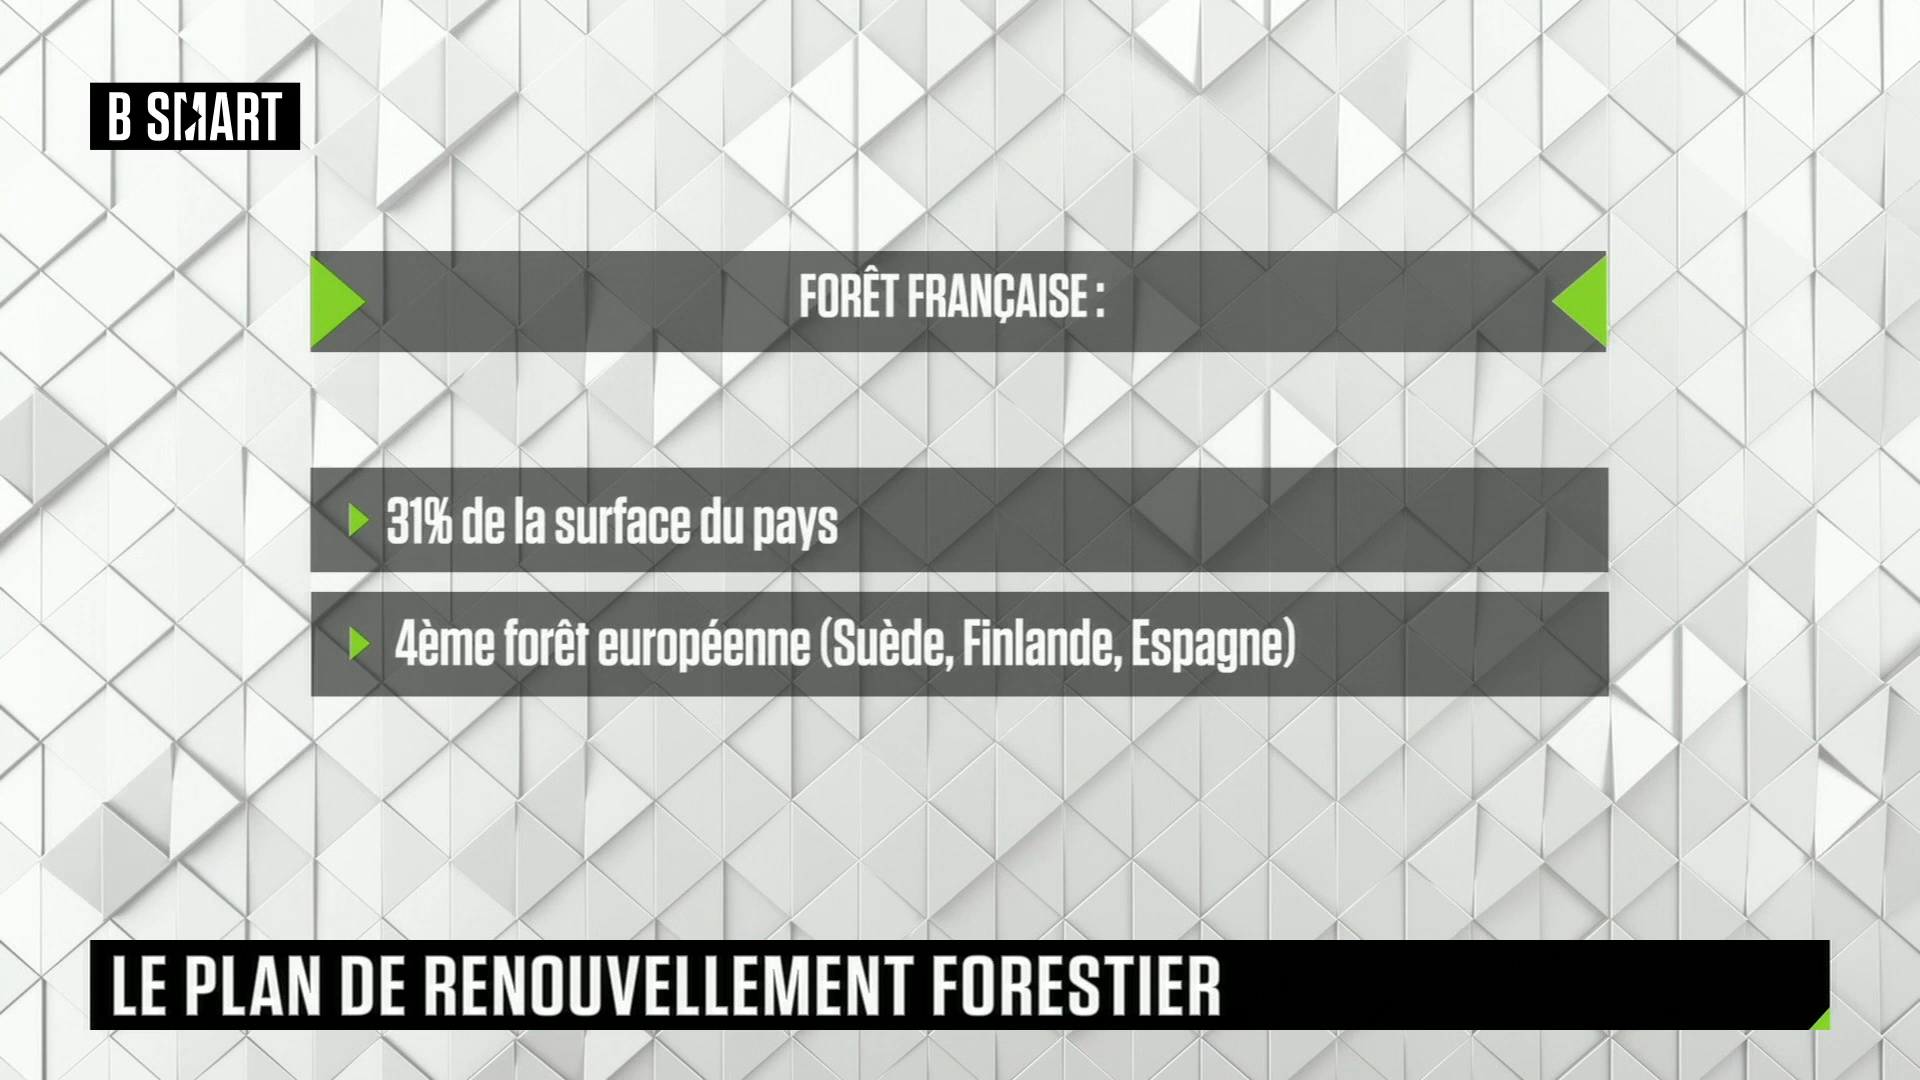 B SMART
FORÊT FRANÇAISE :
31% de la surface du pays
4ème forêt européenne (Suède, Finlande, Espagne)
LE PLAN DE RENOUVELLEMENT FORESTIER